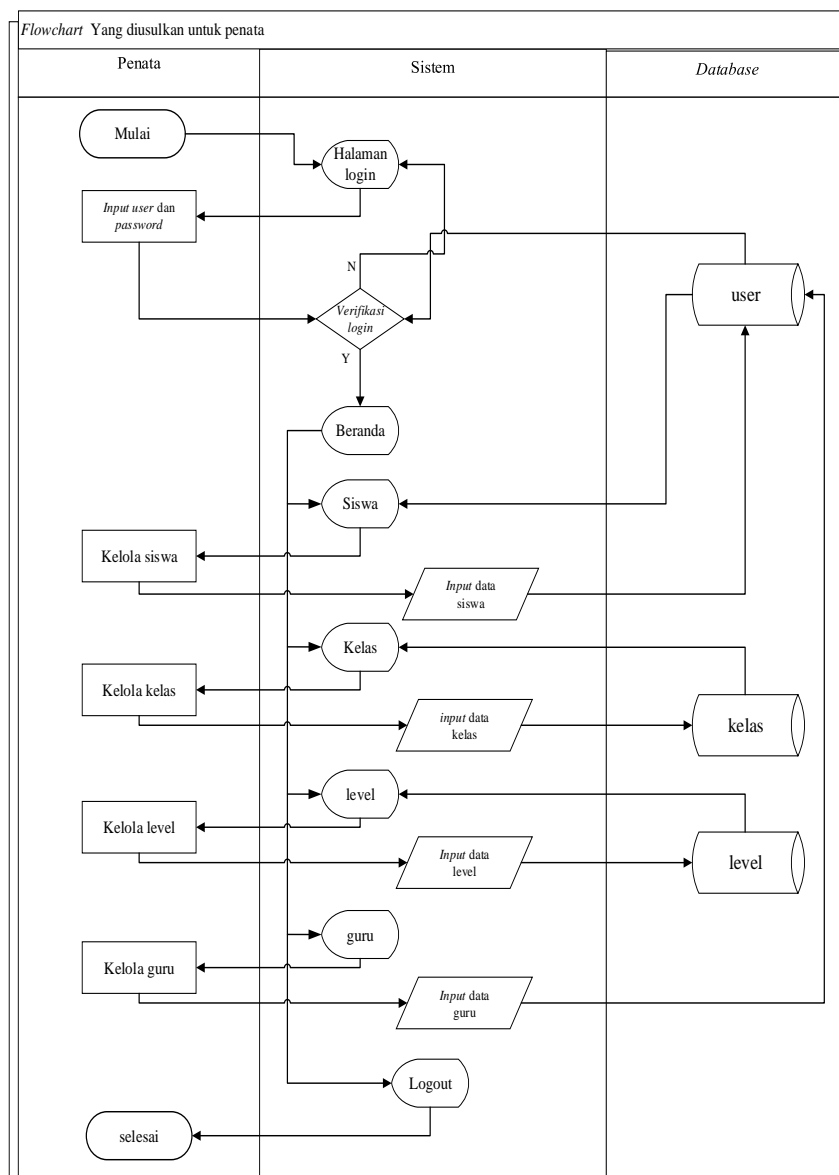 Flowchart Yang diusulkan untuk penata
Penata
Sistem
Database
Mulai
Halaman
login
Input user dan
password
N
user
Verifikasi
login
Y
Beranda
Siswa
Kelola siswa
Input data
siswa
Kelas
Kelola kelas
input data
kelas
kelas
level
Kelola level
Input data
level
level
guru
Kelola guru
Input data
guru
Logout
selesai